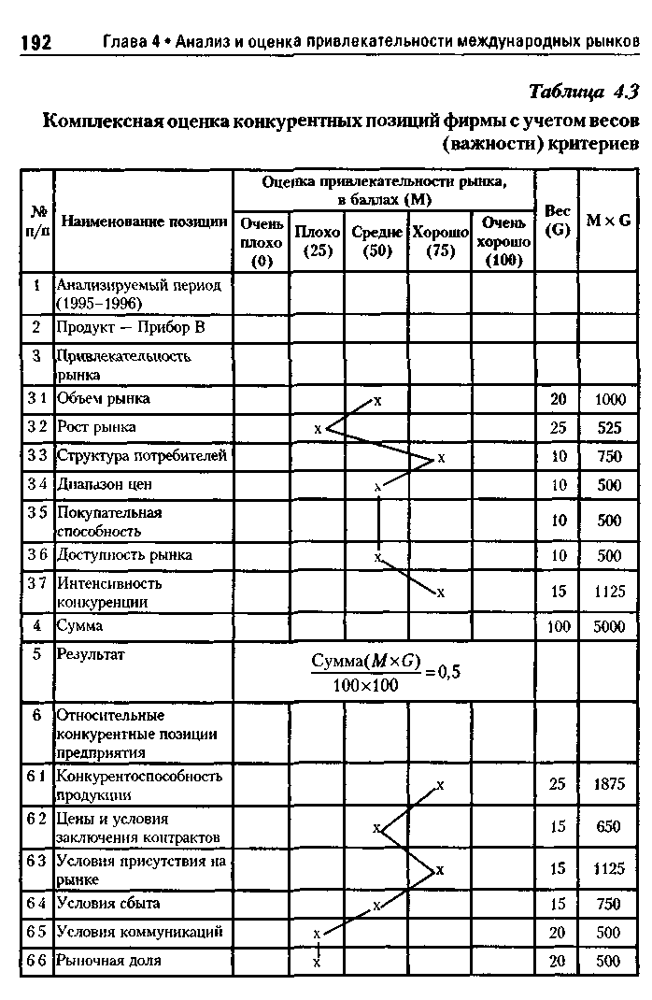 192 Глава 4 • Анализ и оценка привлекательности международных рынков
Таблица 4.3
Комплексная оценка конкурентных позиций фирмы с учетом весов
(важности) критериев
№ п/п | Наименование позиции | Оценка привлекательности рынка, в баллах (М) | Вес (G) | M x G
Очень плохо (0) | Плохо (25) | Средне (50) | Хорошо (75) | Очень хорошо (100)
1 Анализируемый период
(1995–1996)
2 Продукт — Прибор В
3 Привлекательность
рынка
3 1 Объем рынка x 20 1000
3 2 Рост рынка x 25 525
3 3 Структура потребителей x 10 750
3 4 Диапазон цен x 10 500
3 5 Покупательная
способность 10 500
3 6 Доступность рынка x 10 500
3 7 Интенсивность
конкуренции x 15 1125
4 Сумма 100 5000
5 Результат Сумма(M×G)
100x100 =0,5
6 Относительные
конкурентные позиции
предприятия
6 1 Конкурентоспособность
продукции x 25 1875
6 2 Цены и условия
заключения контрактов x 15 650
6 3 Условия присутствия на
рынке x 15 1125
6 4 Условия сбыта x 15 750
6 5 Условия коммуникаций x 20 500
6 6 Рыночная доля x 20 500